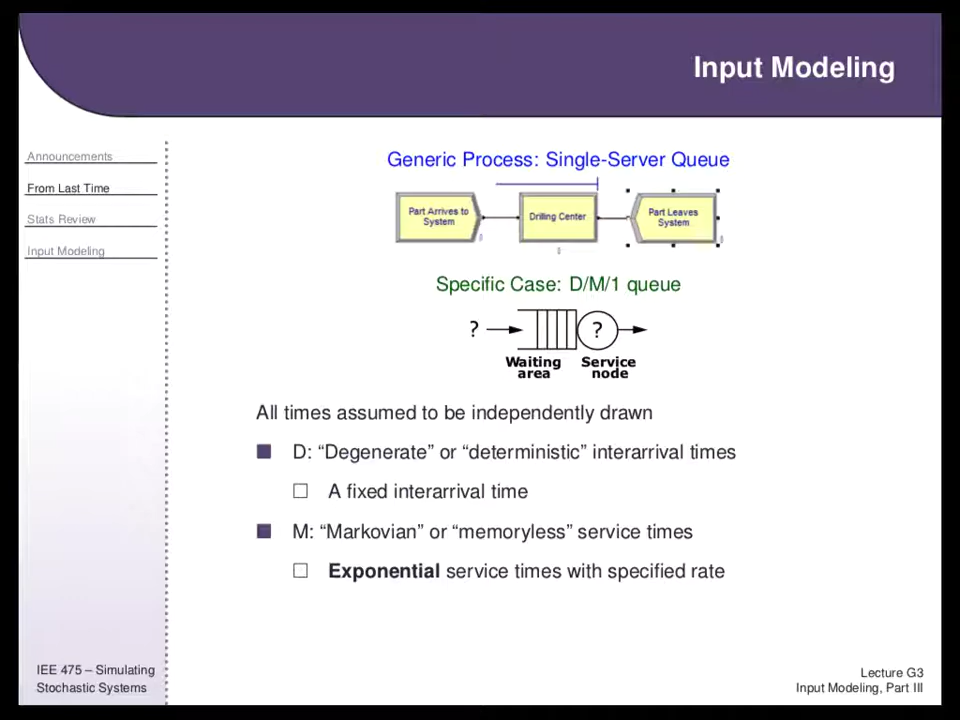 Input Modeling
Announcements
From Last Time
Stats Review
Input Modeling
Generic Process: Single-Server Queue
Part Arrives to
System
0
Drilling Center
0
Part Leaves
System
0
Specific Case: D/M/1 queue
?
?
Waiting
area
Service
node
All times assumed to be independently drawn
D: “Degenerate” or “deterministic” interarrival times
A fixed interarrival time
M: “Markovian” or “memoryless” service times
Exponential service times with specified rate
IEE 475 – Simulating
Stochastic Systems
Lecture G3
Input Modeling, Part III